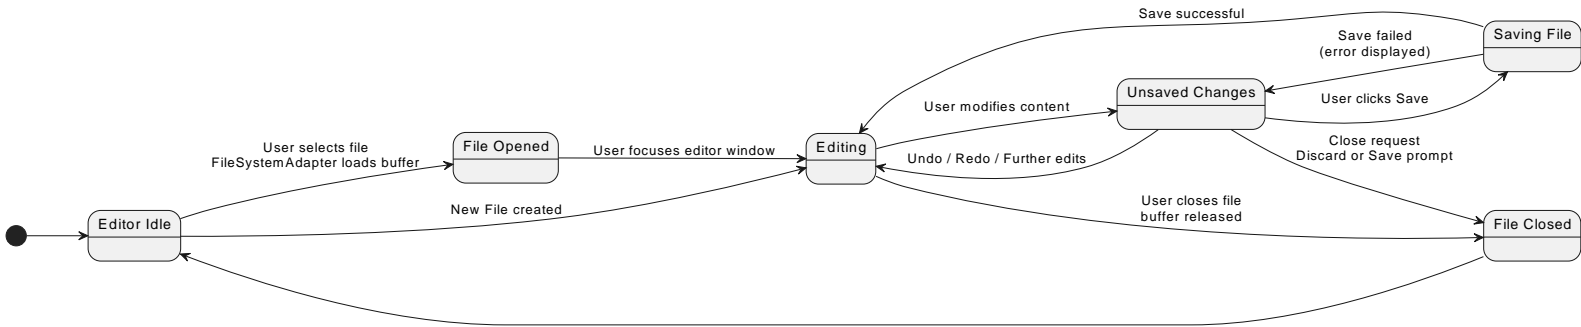 Save successful
Saving File
Save failed
(error displayed)
Unsaved Changes
User clicks Save
User modifies content
User selects file
FileSystemAdapter loads buffer
File Opened
User focuses editor window
Editing
Undo / Redo / Further edits
Close request
Discard or Save prompt
New File created
User closes file
buffer released
Editor Idle
File Closed